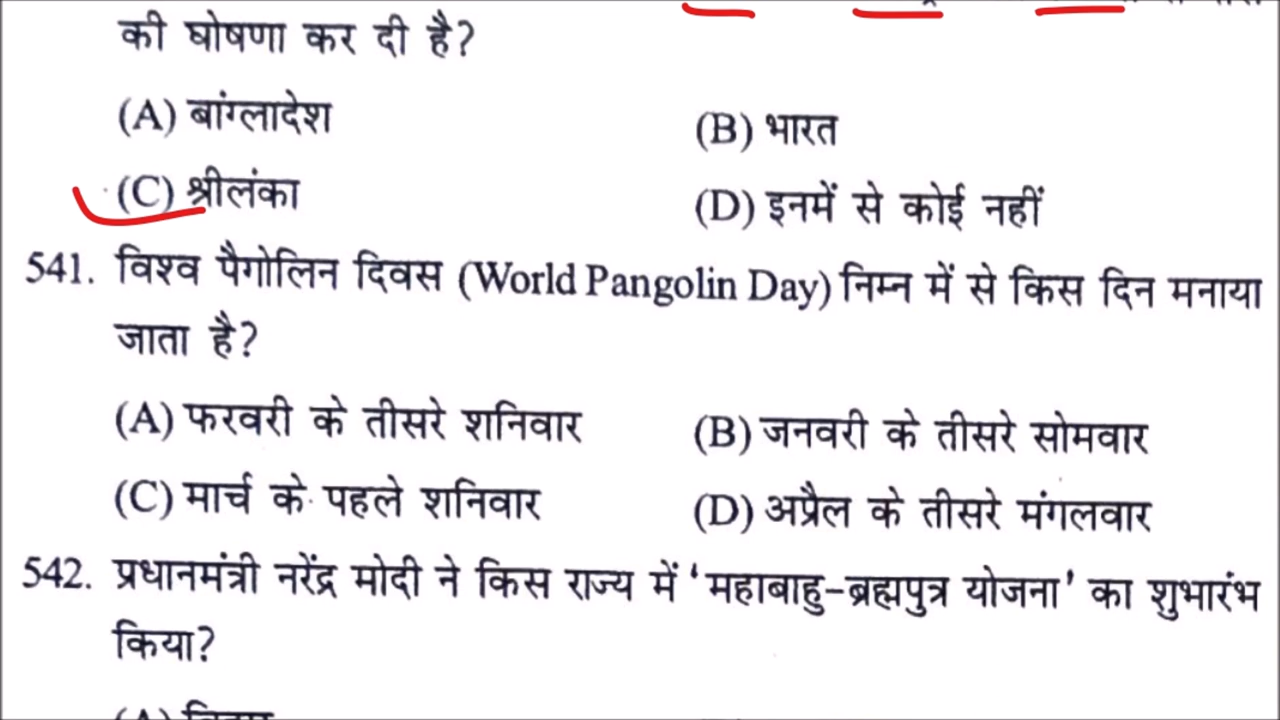 की घोषणा कर दी है?
(A) बांग्लादेश (B) भारत
(C) श्रीलंका (D) इनमें से कोई नहीं
541. विश्व पैगोलिन दिवस (World Pangolin Day) निम्न में से किस दिन मनाया
जाता है?
(A) फरवरी के तीसरे शनिवार (B) जनवरी के तीसरे सोमवार
(C) मार्च के पहले शनिवार (D) अप्रैल के तीसरे मंगलवार
542. प्रधानमंत्री नरेंद्र मोदी ने किस राज्य में ‘महाबाहु-ब्रह्मपुत्र योजना’ का शुभारंभ
किया?
(A)